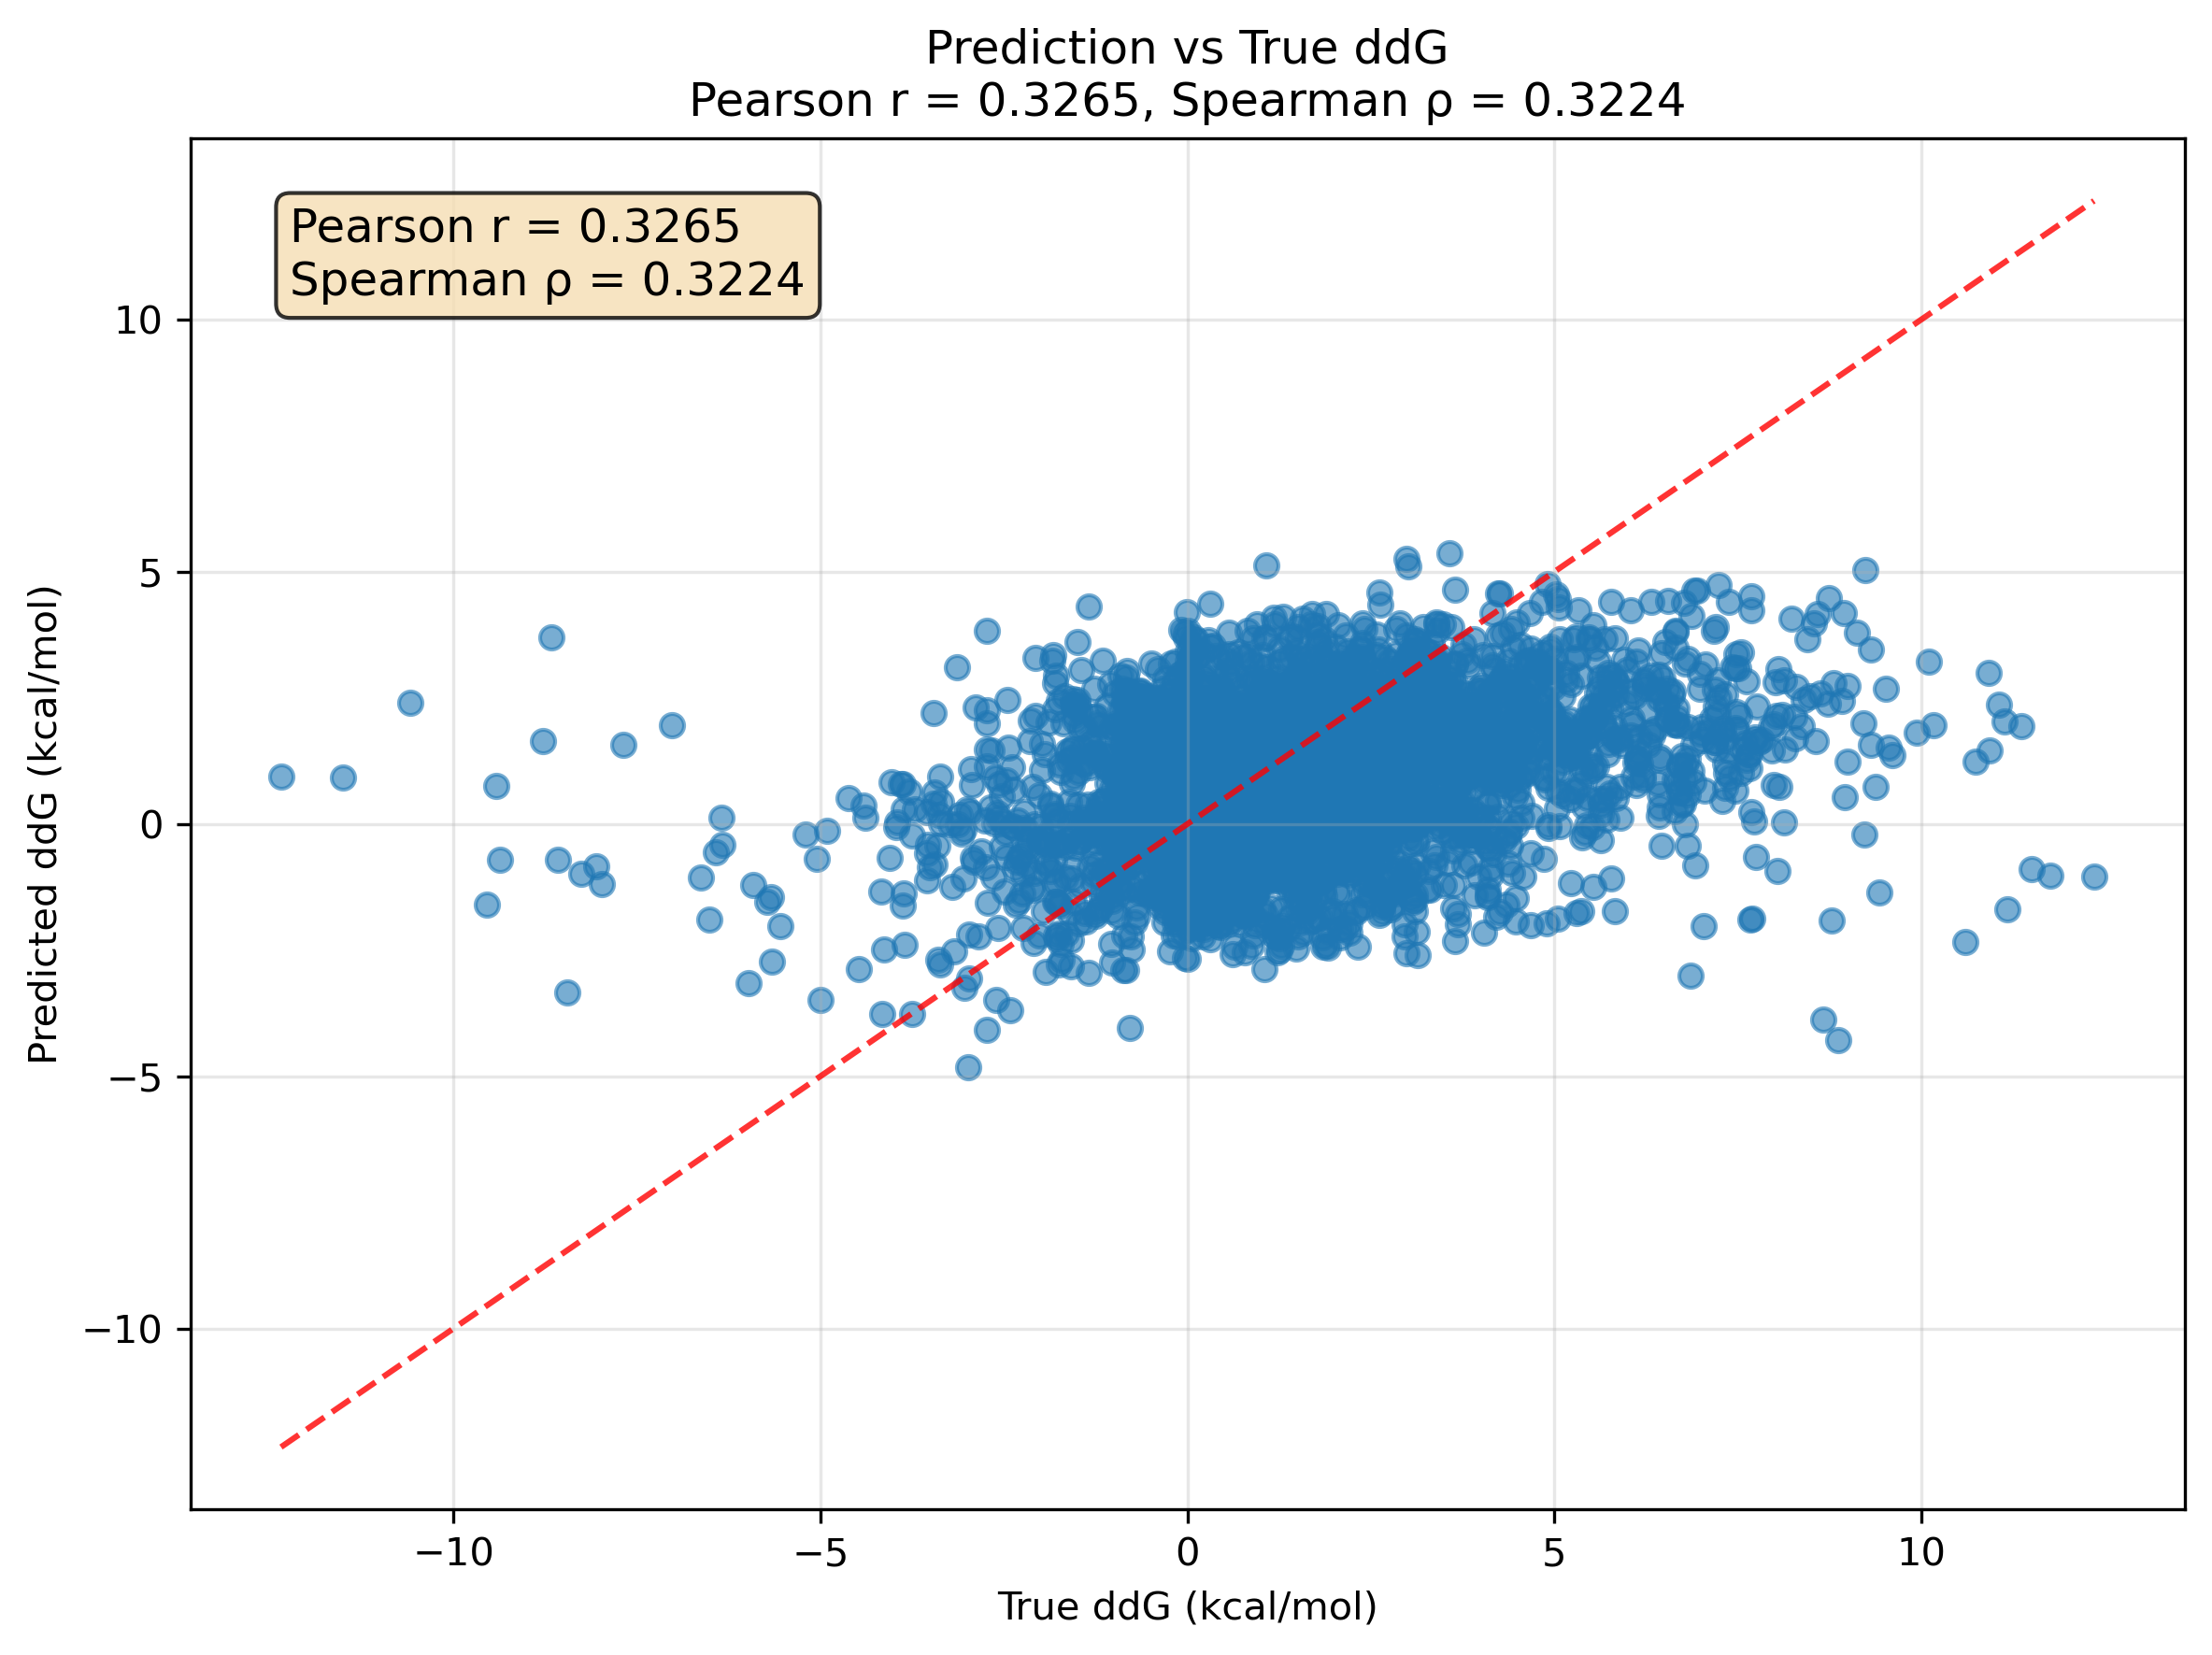 Prediction vs True ddG
Pearson r = 0.3265, Spearman ρ = 0.3224
Pearson r = 0.3265
Spearman ρ = 0.3224
10
5
0
−5
−10
Predicted ddG (kcal/mol)
−10
−5
0
5
10
True ddG (kcal/mol)